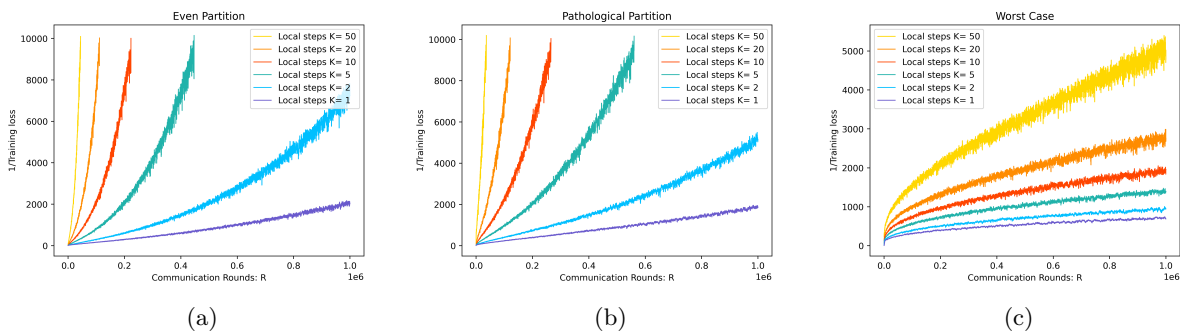 Even Partition
10000
8000
6000
4000
2000
0
1/Training loss
Local steps K= 50
Local steps K= 20
Local steps K= 10
Local steps K= 5
Local steps K= 2
Local steps K= 1
0.0 0.2 0.4 0.6 0.8 1.0
1e6
Communication Rounds: R
(a)
Pathological Partition
10000
8000
6000
4000
2000
0
1/Training loss
Local steps K= 50
Local steps K= 20
Local steps K= 10
Local steps K= 5
Local steps K= 2
Local steps K= 1
0.0 0.2 0.4 0.6 0.8 1.0
1e6
Communication Rounds: R
(b)
Worst Case
5000
4000
3000
2000
1000
0
1/Training loss
Local steps K= 50
Local steps K= 20
Local steps K= 10
Local steps K= 5
Local steps K= 2
Local steps K= 1
0.0 0.2 0.4 0.6 0.8 1.0
1e6
Communication Rounds: R
(c)